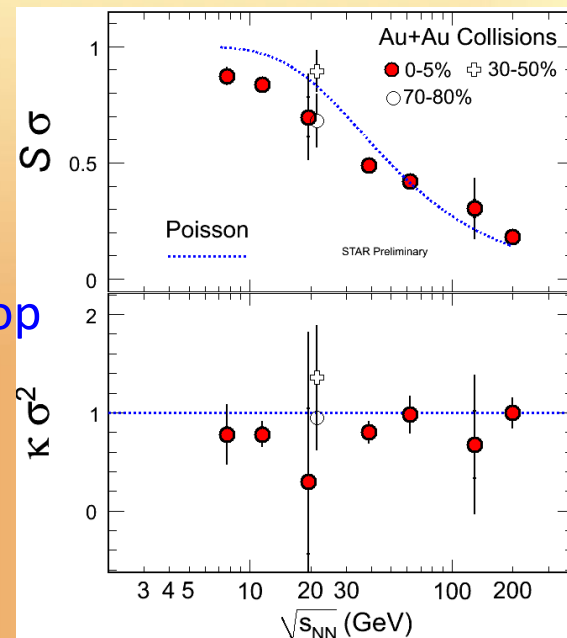 Au+Au Collisions
0-5% 30-50%
70-80%
S σ
1
0.5
0
Poisson
STAR Preliminary
op
κ σ²
2
1
0
3 4 5 10 20 30 100 200
√sNN (GeV)